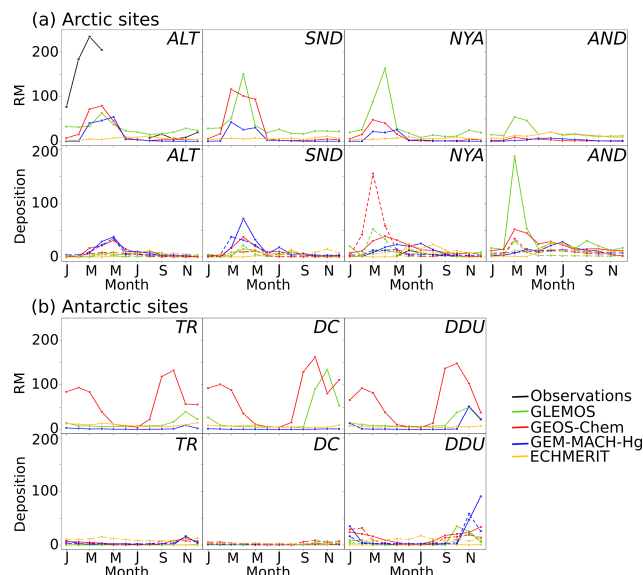 (a) Arctic sites
ALT SND NYA AND
200
100
0
RM
ALT SND NYA AND
200
100
0
Deposition
J M M J S N J M M J S N J M M J S N J M M J S N
Month Month Month Month
(b) Antarctic sites
TR DC DDU
200
100
0
RM
TR DC DDU
200
100
0
Deposition
J M M J S N J M M J S N J M M J S N
Month Month Month
Observations
GLEMOS
GEOS-Chem
GEM-MACH-Hg
ECHMERIT